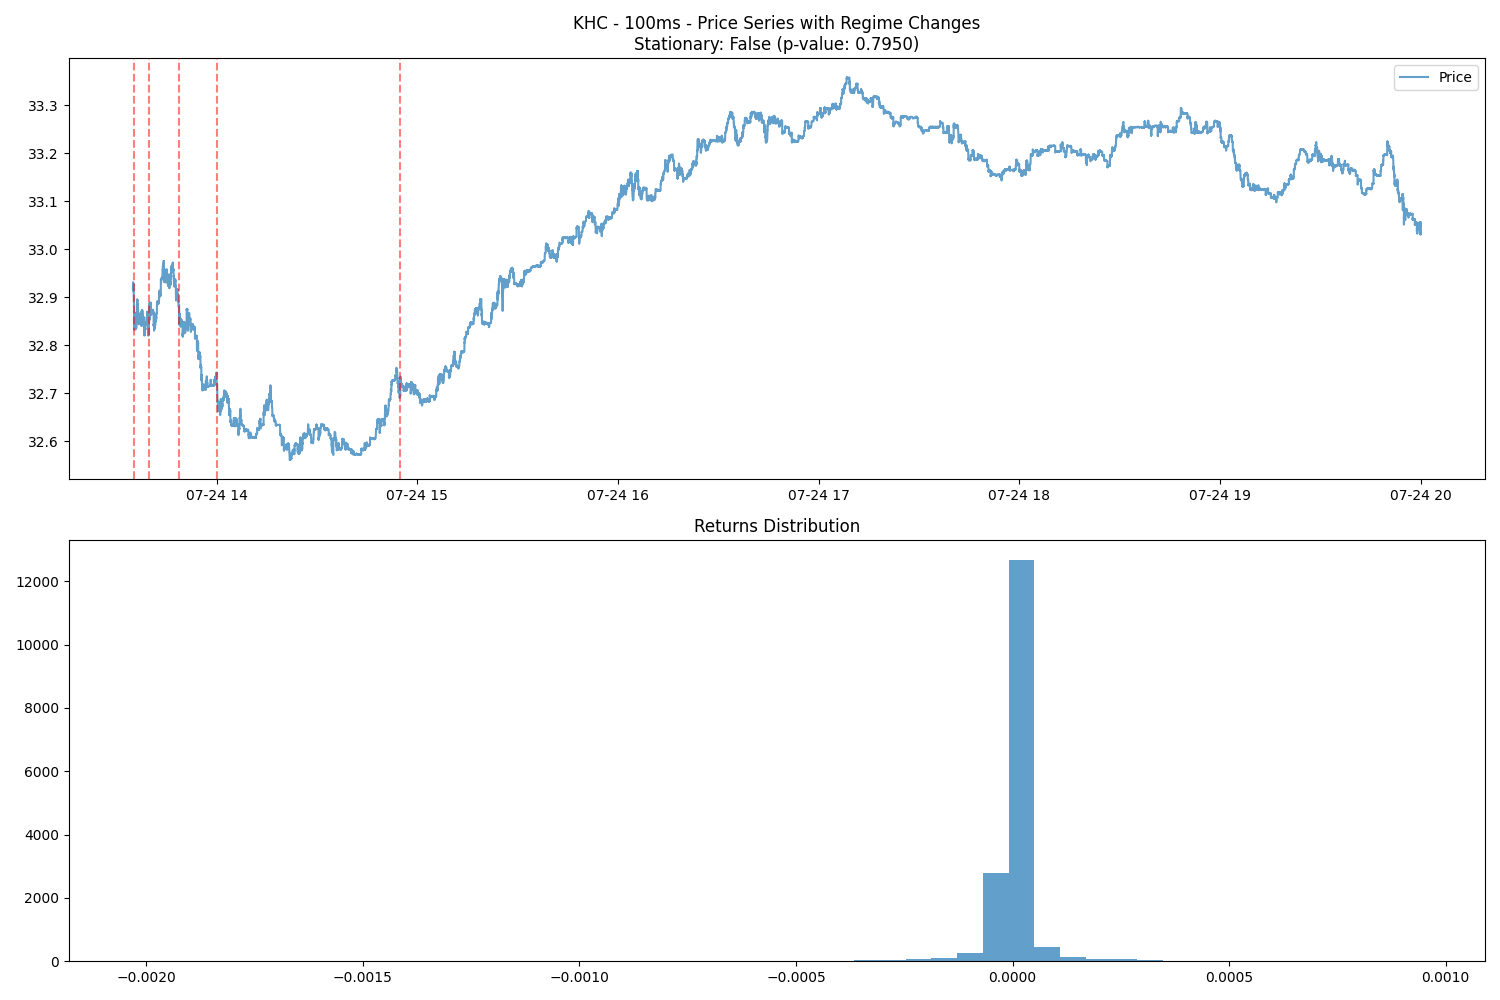 KHC - 100ms - Price Series with Regime Changes
Stationary: False (p-value: 0.7950)
Price
33.3
33.2
33.1
33.0
32.9
32.8
32.7
32.6
07-24 14 07-24 15 07-24 16 07-24 17 07-24 18 07-24 19 07-24 20
Returns Distribution
12000
10000
8000
6000
4000
2000
0
−0.0020 −0.0015 −0.0010 −0.0005 0.0000 0.0005 0.0010